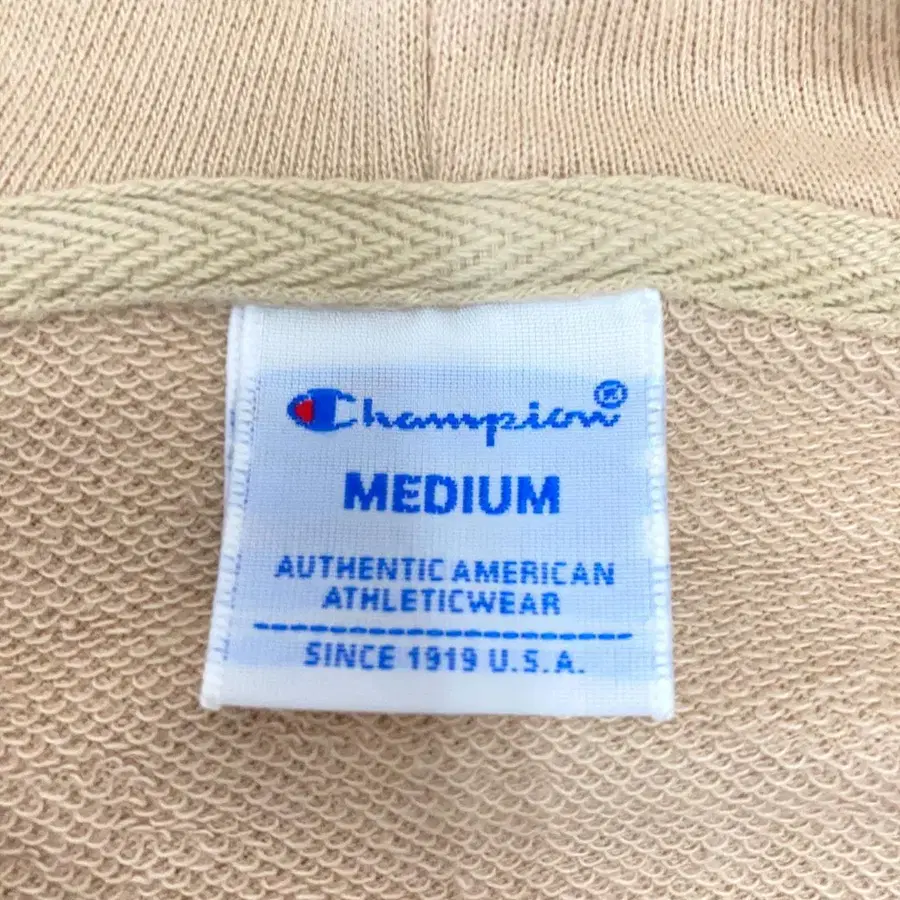 Champion®
MEDIUM
AUTHENTIC AMERICAN
ATHLETICWEAR
SINCE 1919 U.S.A.